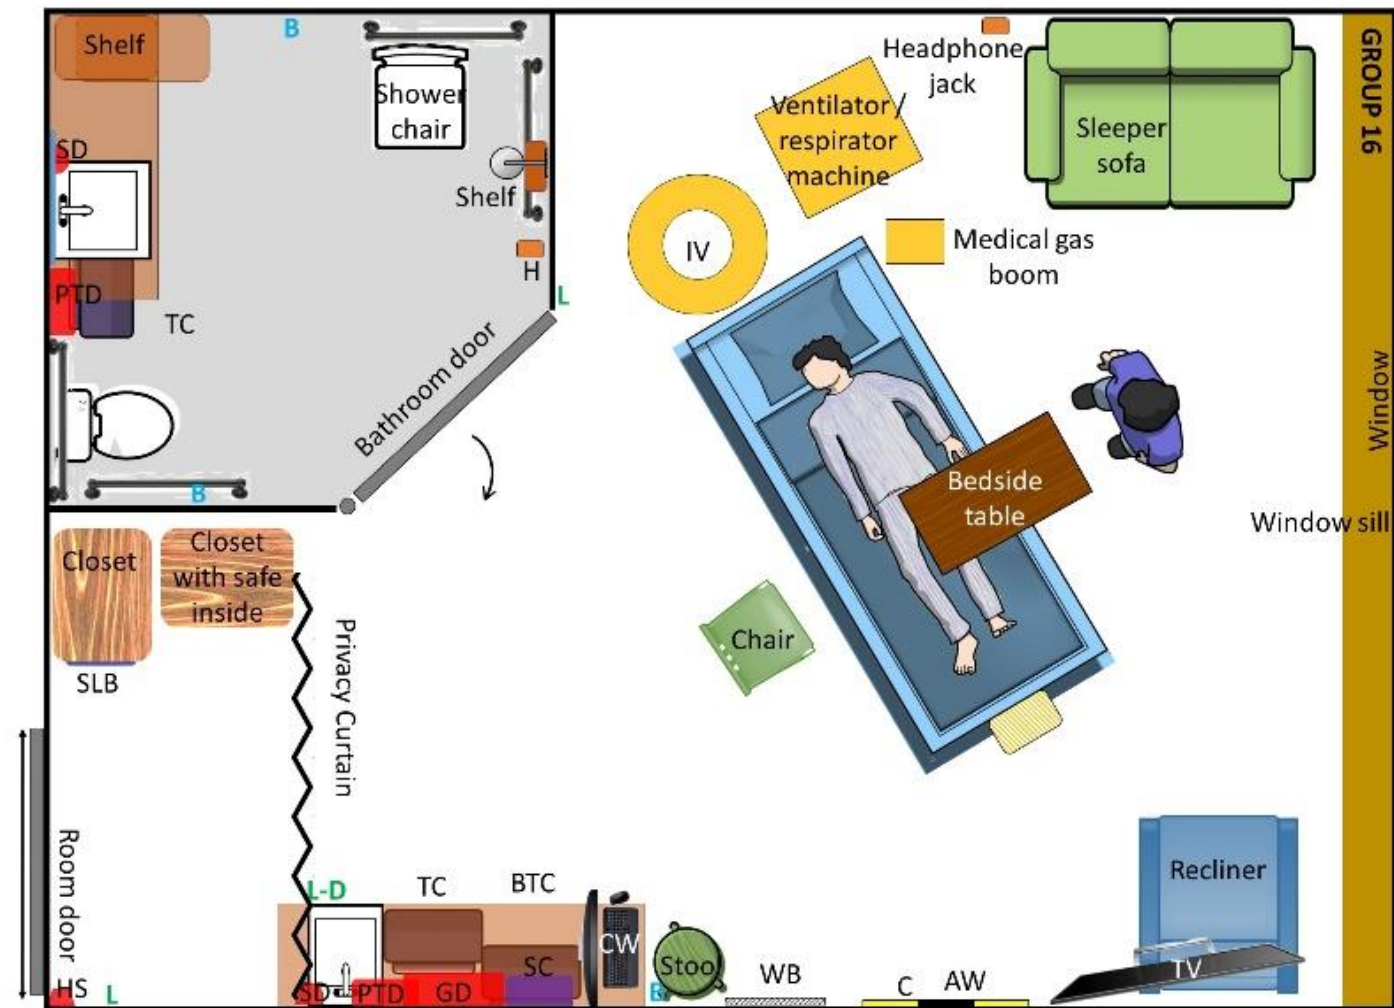 B
Shelf
Shower
chair
Headphone
jack
Ventilator /
respirator
machine
Sleeper
sofa
GROUP 16
SD
Shelf
IV
Medical gas
boom
H
PTD
TC
L
Bathroom door
Window
Bedside
table
B
Window sill
Closet
Closet
with safe
inside
Privacy Curtain
Chair
SLB
Room door
Recliner
L-D
TC
BTC
CW
Stoo
SC
TV
WB
C
AW
HS
L
SD
PTD
GD
B